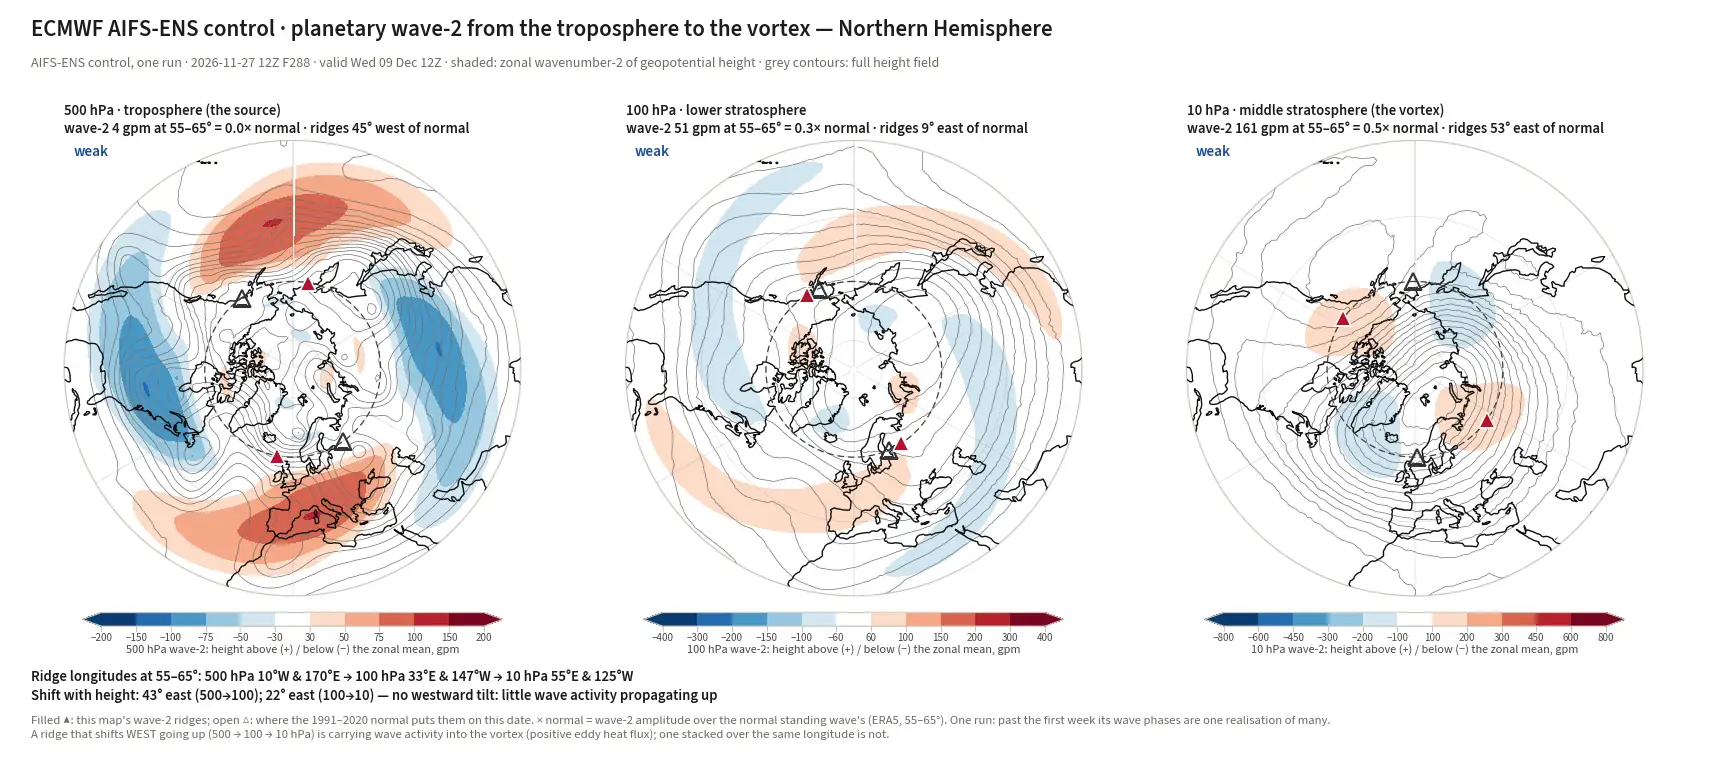 ECMWF AIFS-ENS control · planetary wave-2 from the troposphere to the vortex — Northern Hemisphere
AIFS-ENS control, one run · 2026-11-27 12Z F288 · valid Wed 09 Dec 12Z · shaded: zonal wavenumber-2 of geopotential height · grey contours: full height field
500 hPa · troposphere (the source)
wave-2 4 gpm at 55–65° = 0.0× normal · ridges 45° west of normal
weak
100 hPa · lower stratosphere
wave-2 51 gpm at 55–65° = 0.3× normal · ridges 9° east of normal
weak
10 hPa · middle stratosphere (the vortex)
wave-2 161 gpm at 55–65° = 0.5× normal · ridges 53° east of normal
weak
−200 −150 −100 −75 −50 −30 30 50 75 100 150 200
500 hPa wave-2: height above (+) / below (−) the zonal mean, gpm
−400 −300 −200 −150 −100 −60 60 100 150 200 300 400
100 hPa wave-2: height above (+) / below (−) the zonal mean, gpm
−800 −600 −450 −300 −200 −100 100 200 300 450 600 800
10 hPa wave-2: height above (+) / below (−) the zonal mean, gpm
Ridge longitudes at 55–65°: 500 hPa 10°W & 170°E → 100 hPa 33°E & 147°W → 10 hPa 55°E & 125°W
Shift with height: 43° east (500→100); 22° east (100→10) — no westward tilt: little wave activity propagating up
Filled ▲: this map's wave-2 ridges; open △: where the 1991–2020 normal puts them on this date. × normal = wave-2 amplitude over the normal standing wave's (ERA5, 55–65°). One run: past the first week its wave phases are one realisation of many.
A ridge that shifts WEST going up (500 → 100 → 10 hPa) is carrying wave activity into the vortex (positive eddy heat flux); one stacked over the same longitude is not.